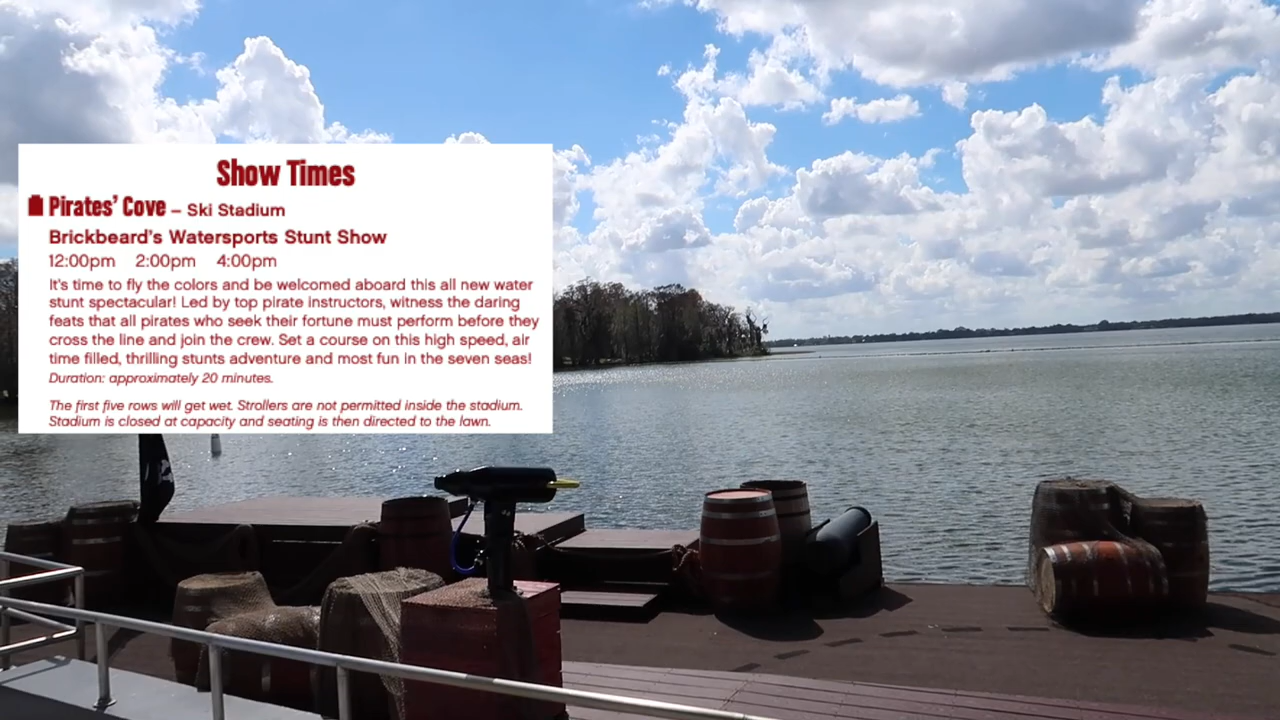 Show Times
Pirates' Cove – Ski Stadium
Brickbeard's Watersports Stunt Show
12:00pm 2:00pm 4:00pm
It's time to fly the colors and be welcomed aboard this all new water
stunt spectacular! Led by top pirate instructors, witness the daring
feats that all pirates who seek their fortune must perform before they
cross the line and join the crew. Set a course on this high speed, air
time filled, thrilling stunts adventure and most fun in the seven seas!
Duration: approximately 20 minutes.
The first five rows will get wet. Strollers are not permitted inside the stadium.
Stadium is closed at capacity and seating is then directed to the lawn.